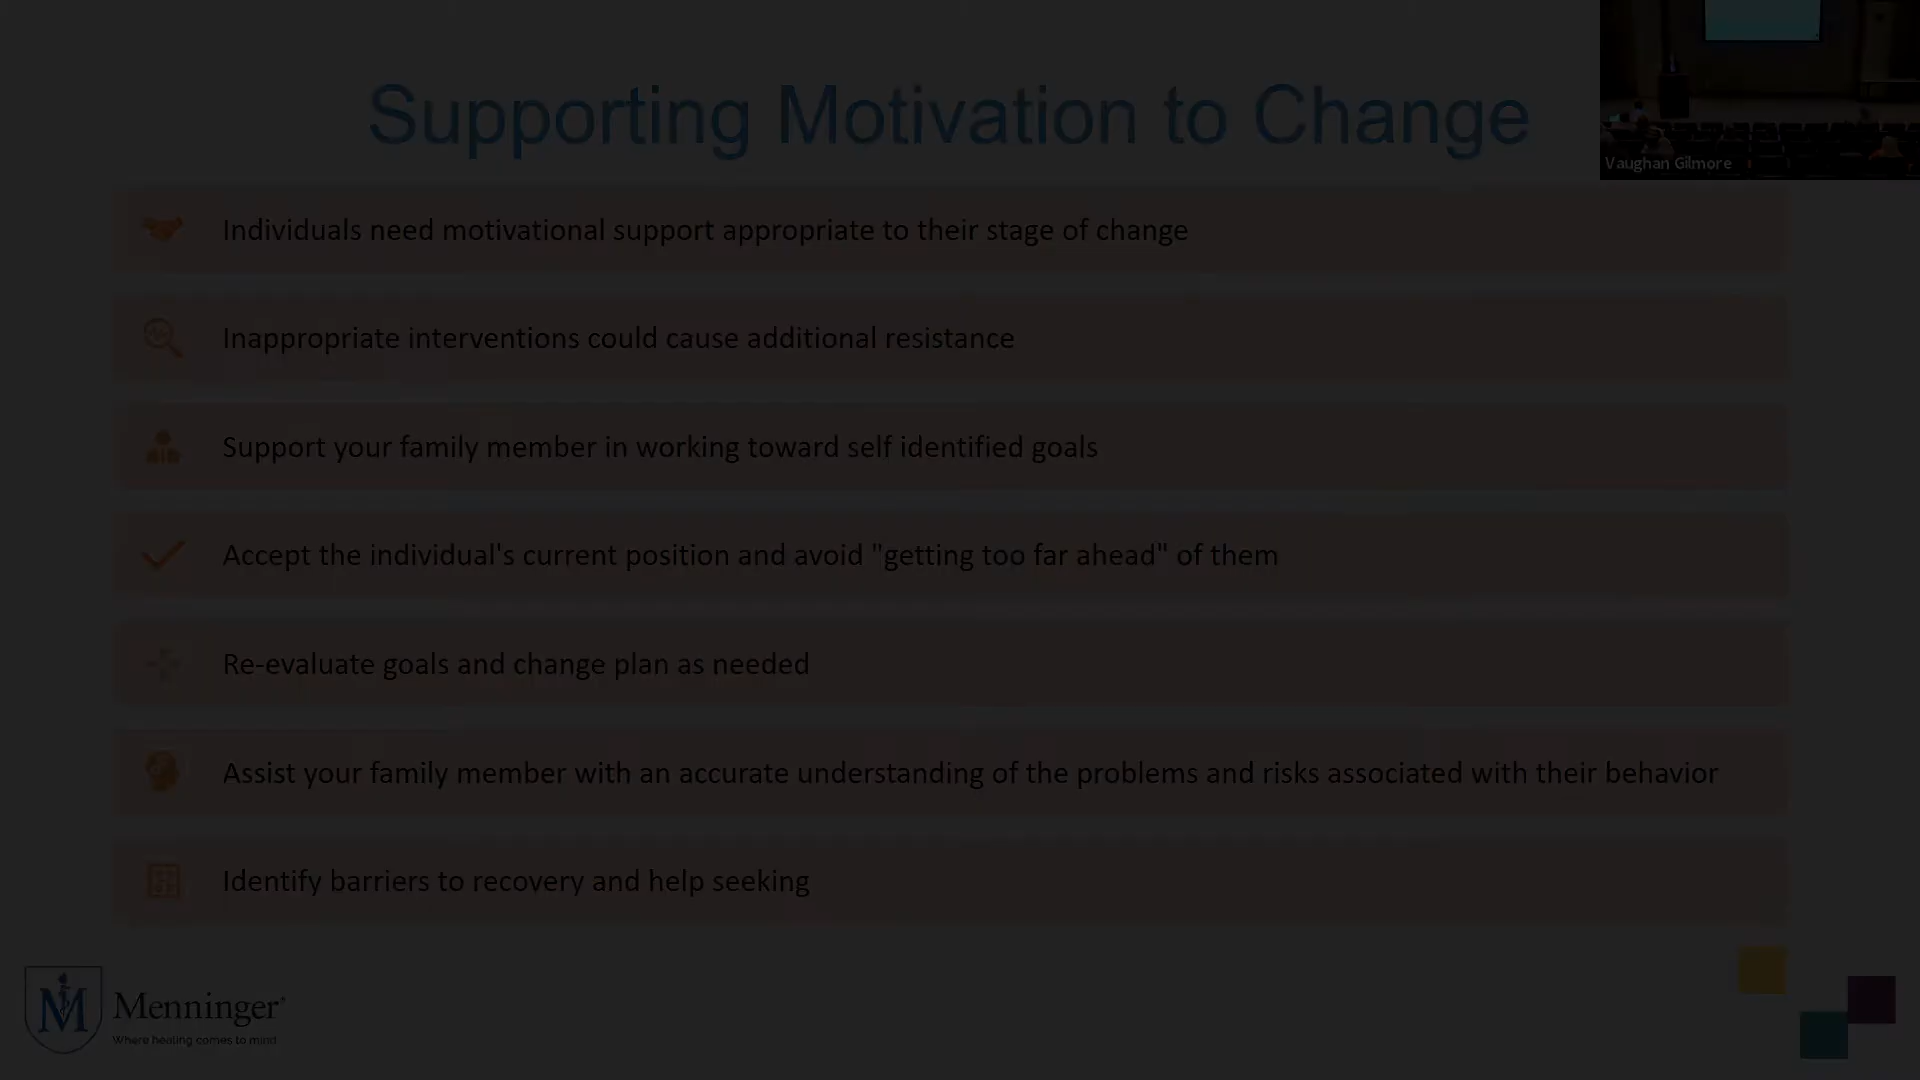 Supporting Motivation to Change
Vaughan Gilmore
Individuals need motivational support appropriate to their stage of change
Inappropriate interventions could cause additional resistance
Support your family member in working toward self identified goals
Accept the individual's current position and avoid "getting too far ahead" of them
Re-evaluate goals and change plan as needed
Assist your family member with an accurate understanding of the problems and risks associated with their behavior
Identify barriers to recovery and help seeking
M
Menninger
Where healing comes to mind